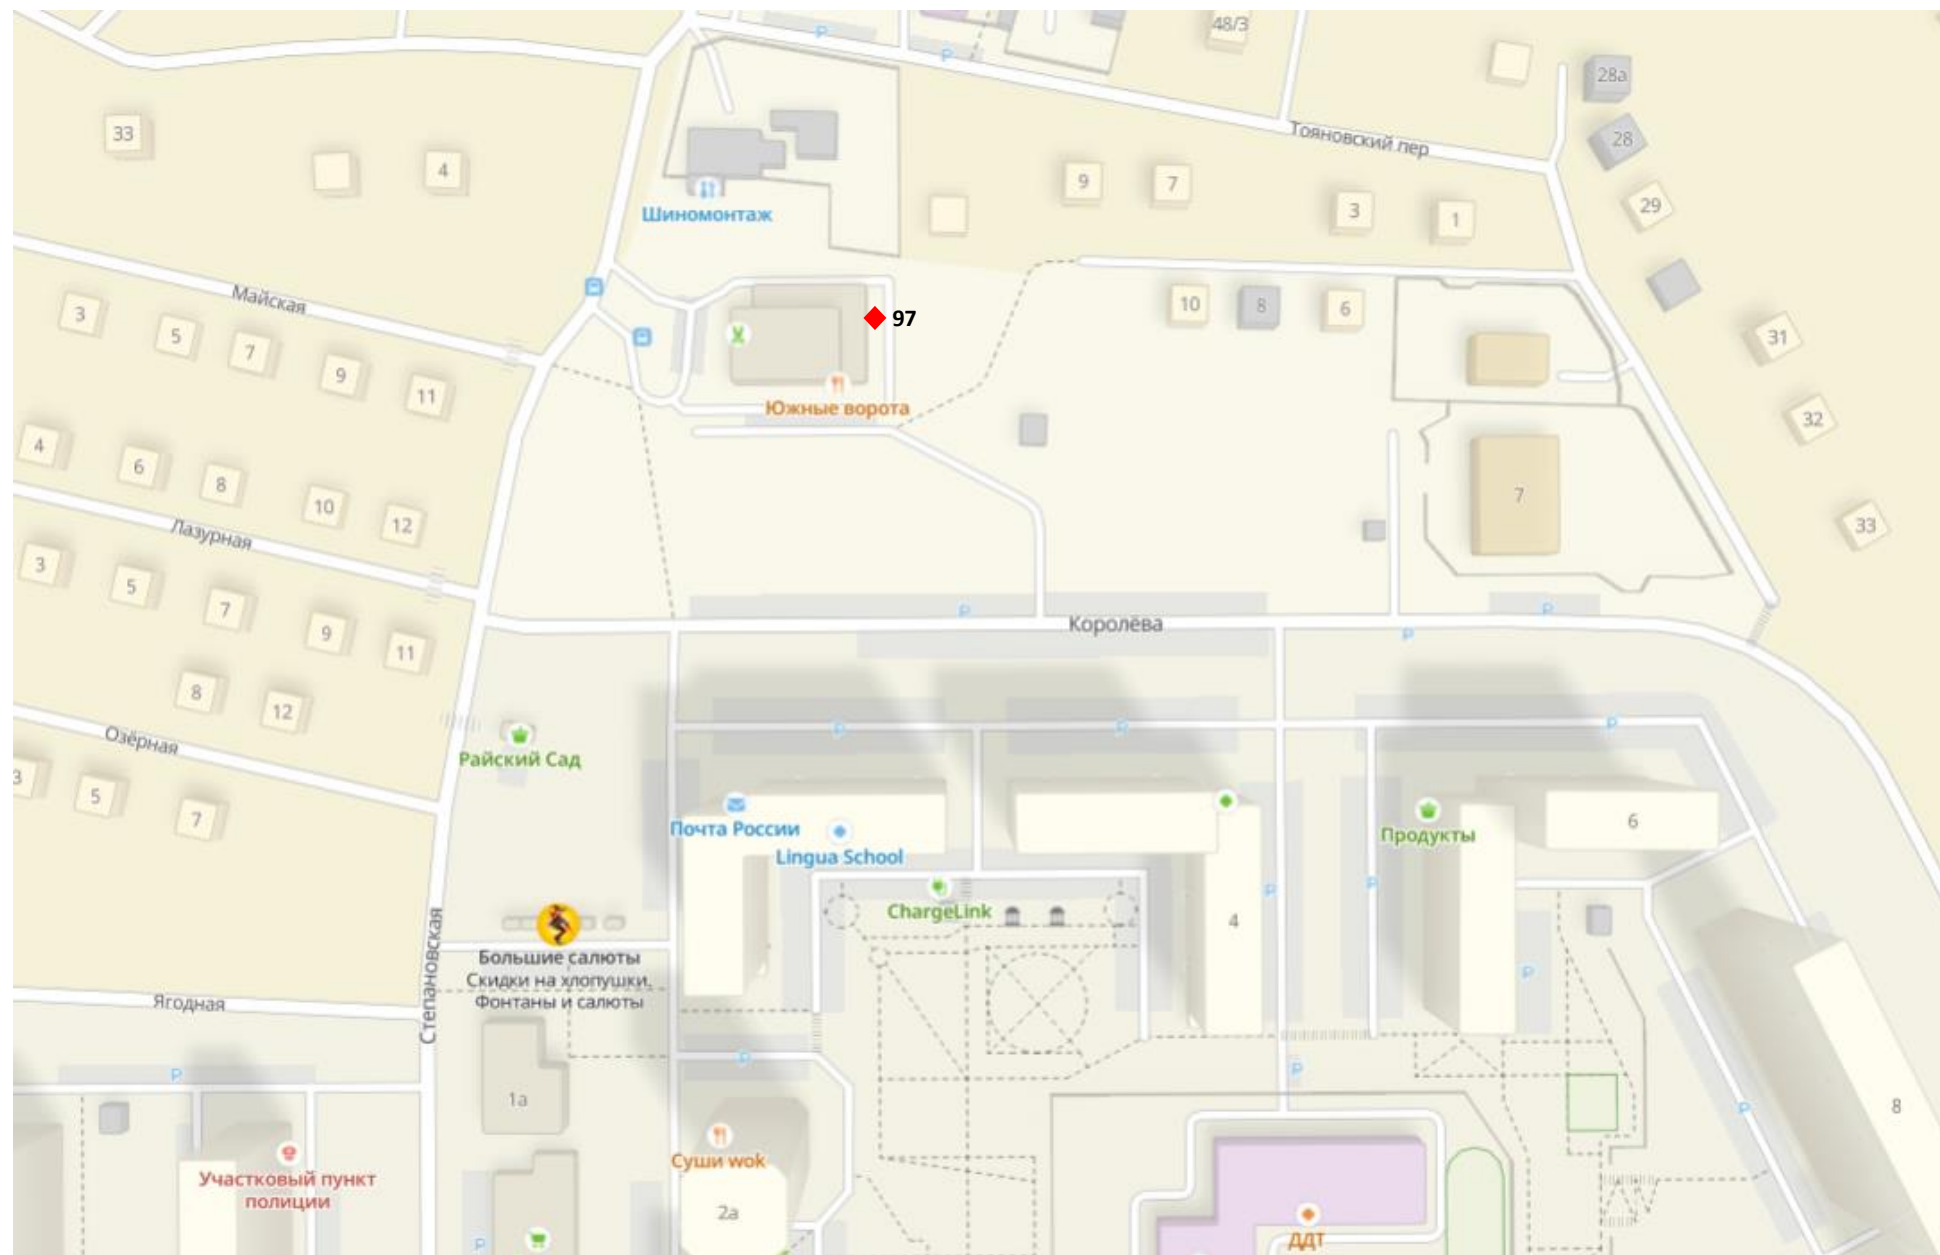 48/3
P
P
28а
33
4
28
Тояновский пер
9
7
29
3
1
Шиномонтаж
3
Майская
5
7
9
11
97
10
8
6
31
32
Южные ворота
4
6
8
10
12
Лазурная
7
33
3
5
7
9
11
P
Королёва
P
P
8
12
Озёрная
3
5
7
Райский Сад
P
P
P
Почта России
Lingua School
Продукты
6
ChargeLink
P
P
4
Степановская
Большие салюты
Скидки на хлопушки.
Фонтаны и салюты
P
Ягодная
P
P
P
1а
P
8
Участковый пункт
полиции
Суши wok
2а
P
ДДТ